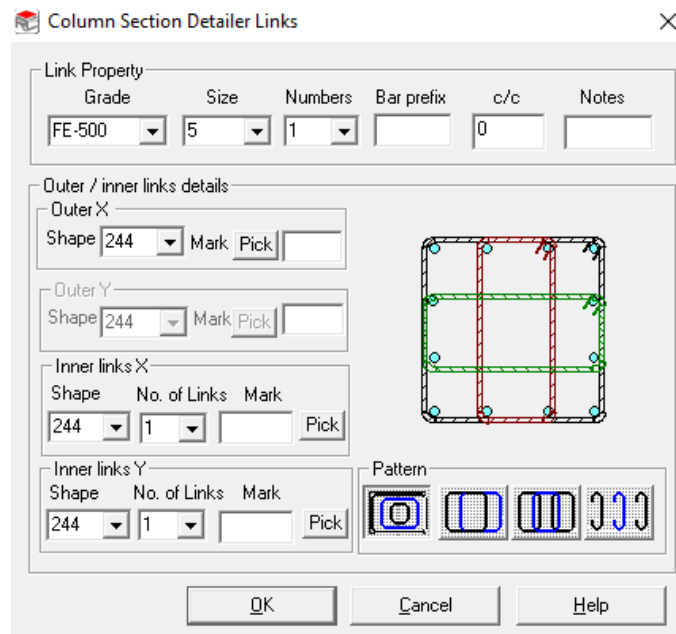 Column Section Detailer Links
Link Property
Grade Size Numbers Bar prefix c/c Notes
FE-500 5 1 0
Outer / inner links details
Outer X
Shape 244 Mark Pick
Outer Y
Shape 244 Mark Pick
Inner links X
Shape No. of Links Mark
244 1 Pick
Inner links Y
Shape No. of Links Mark
244 1 Pick
Pattern
OK Cancel Help